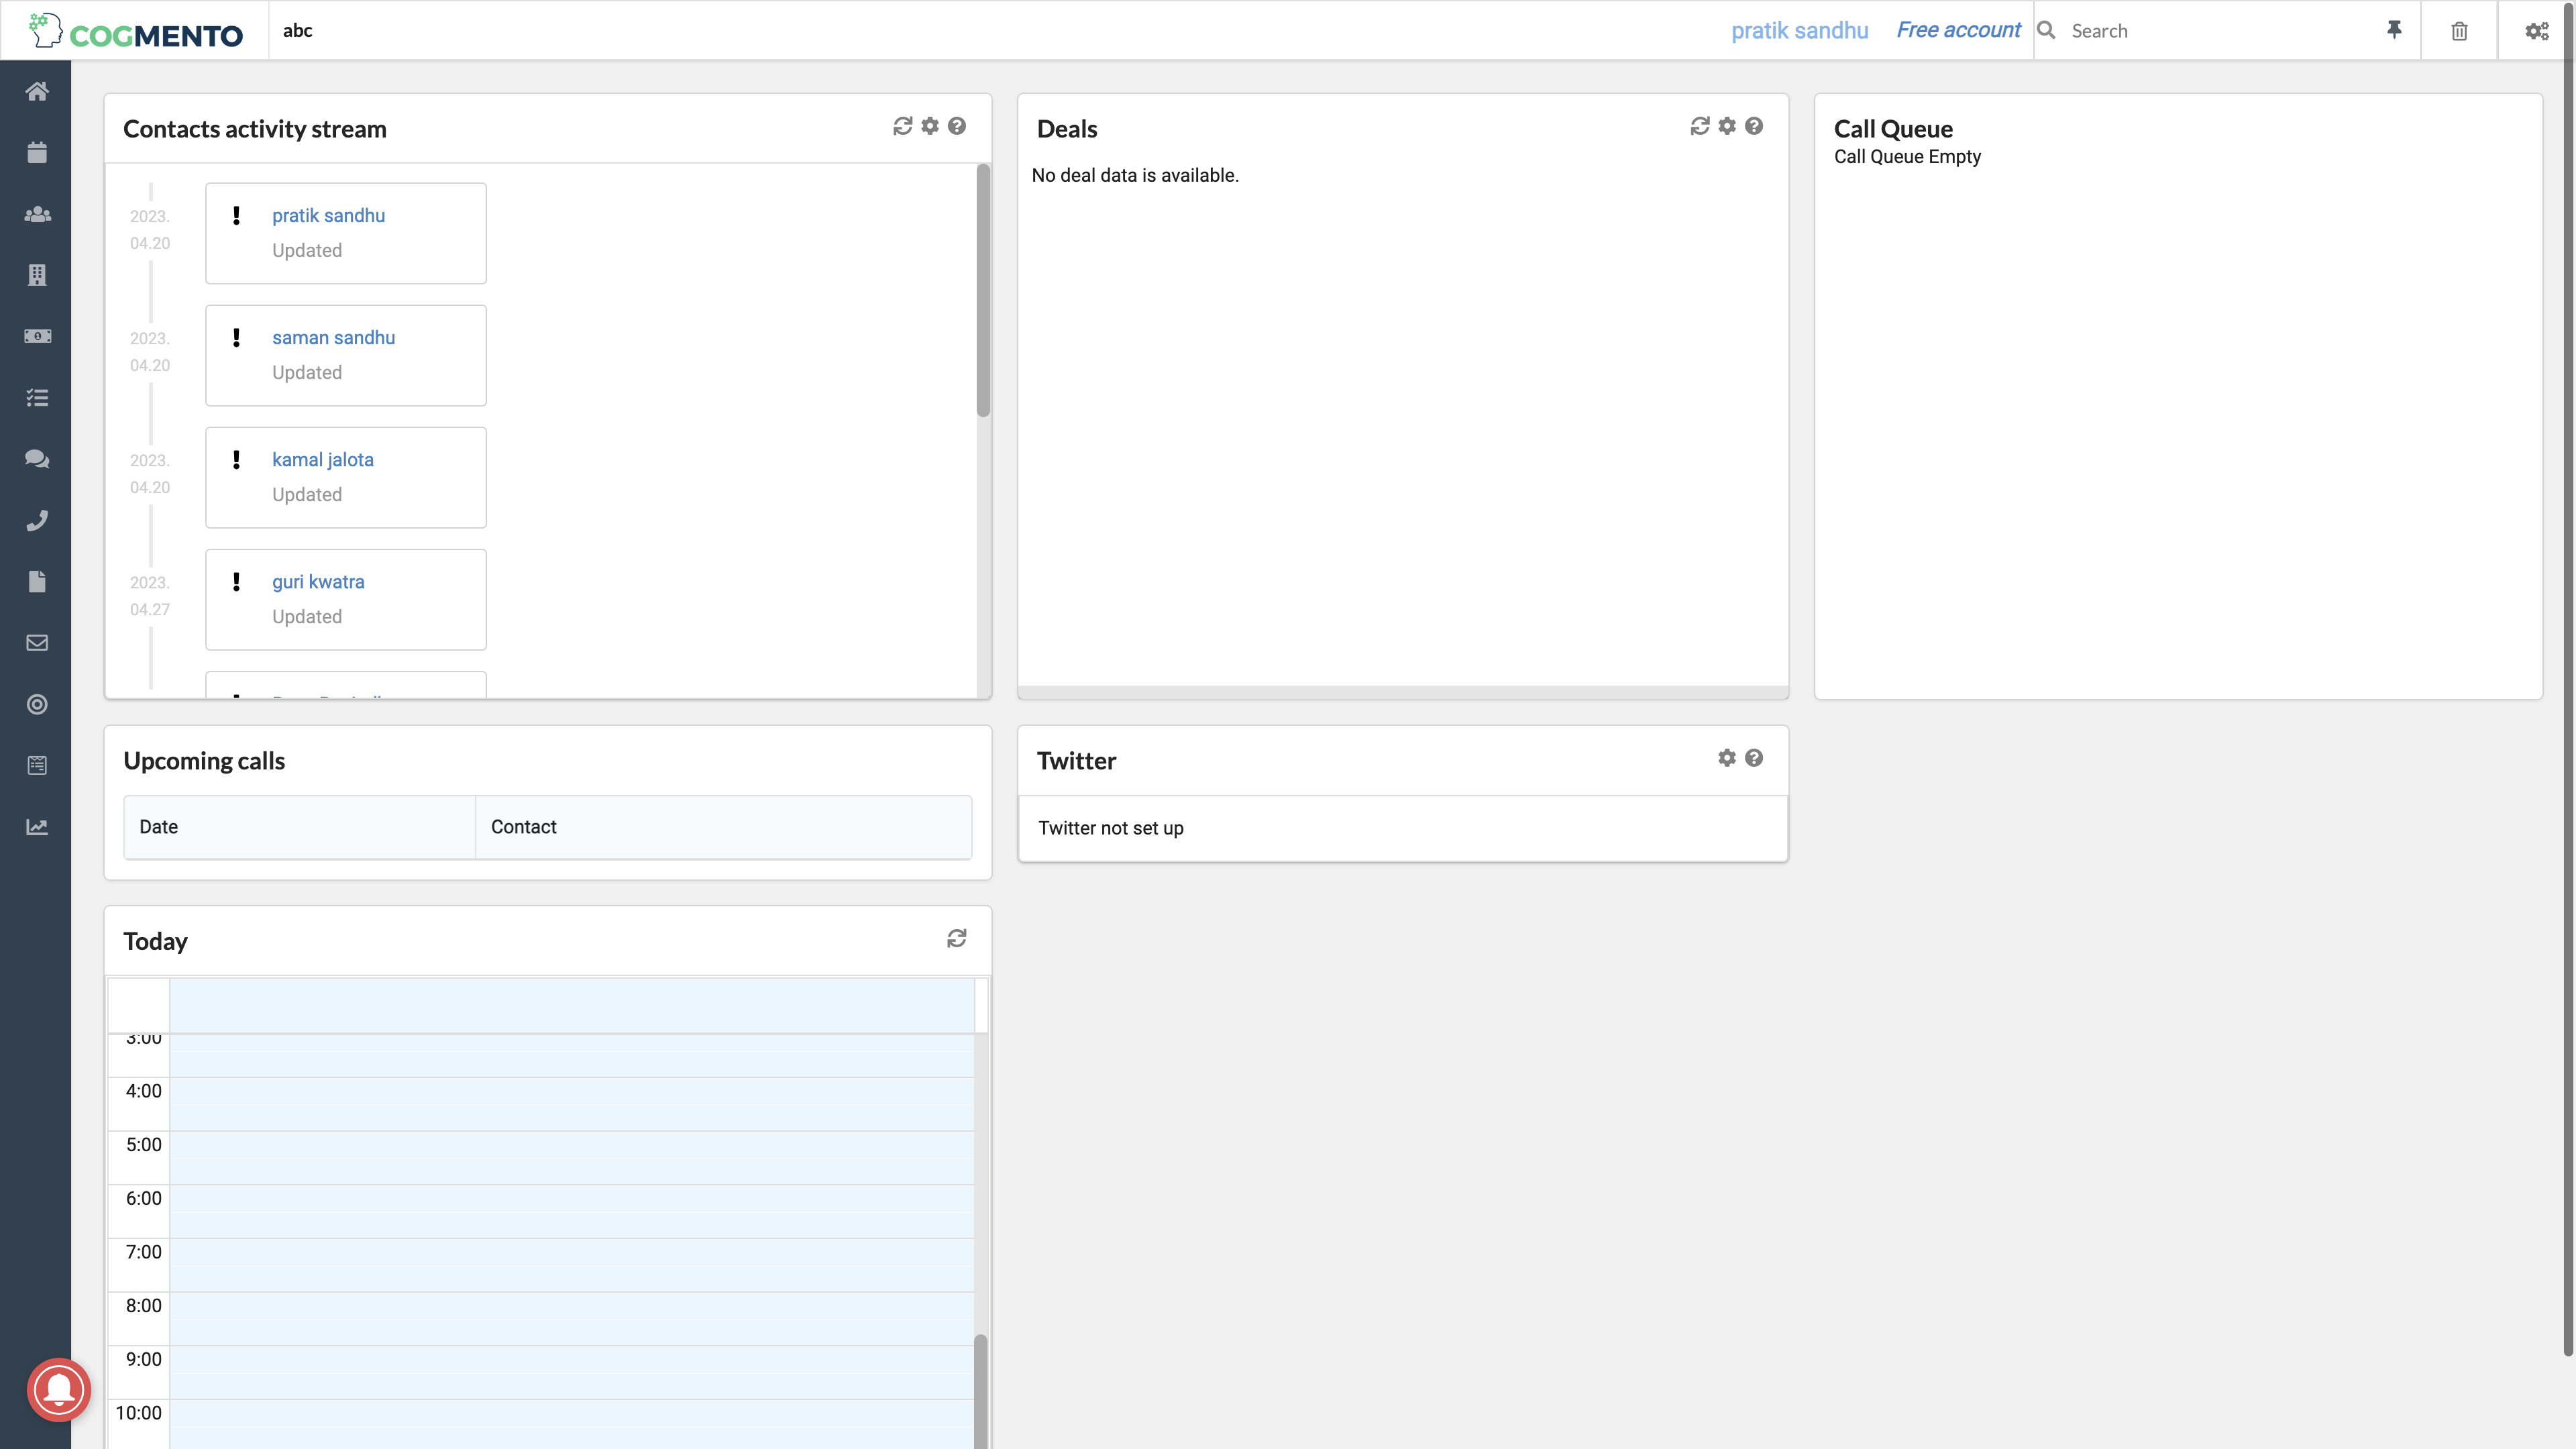 COGMENTO
abc
pratik sandhu
Free account
Search
Contacts activity stream
2023.
04.20
pratik sandhu
Updated
2023.
04.20
saman sandhu
Updated
2023.
04.20
kamal jalota
Updated
2023.
04.27
guri kwatra
Updated
Deals
No deal data is available.
Call Queue
Call Queue Empty
Upcoming calls
Date
Contact
Twitter
Twitter not set up
Today
3:00
4:00
5:00
6:00
7:00
8:00
9:00
10:00